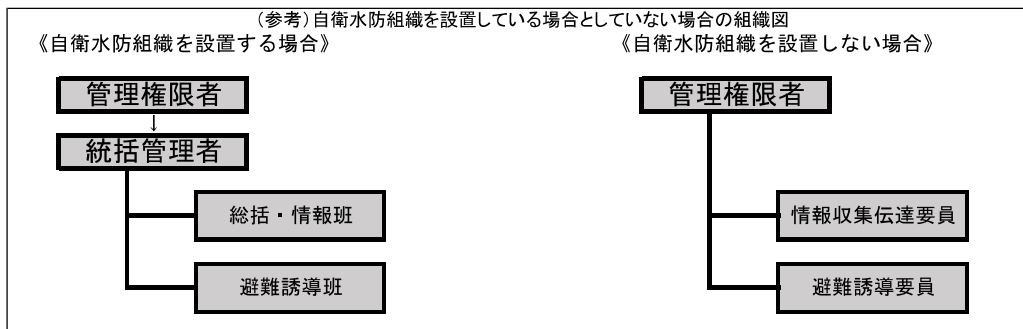 （参考）自衛水防組織を設置している場合としていない場合の組織図
《自衛水防組織を設置する場合》
管理権限者
↓
統括管理者
総括・情報班
避難誘導班
《自衛水防組織を設置しない場合》
管理権限者
情報収集伝達要員
避難誘導要員